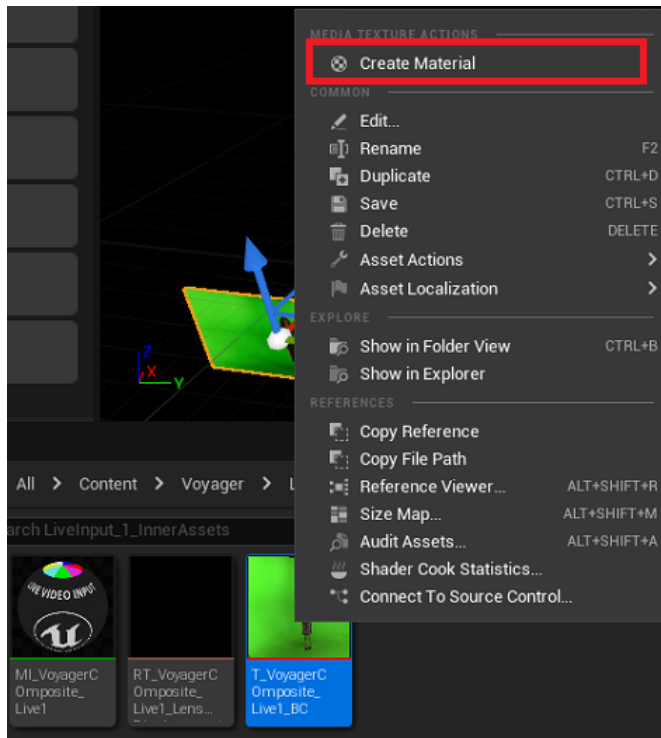 MEDIA TEXTURE ACTIONS
Create Material
COMMON
Edit...
Rename F2
Duplicate CTRL+D
Save CTRL+S
Delete DELETE
Asset Actions
Asset Localization
EXPLORE
Show in Folder View CTRL+B
Show in Explorer
REFERENCES
Copy Reference
Copy File Path
Reference Viewer... ALT+SHIFT+R
Size Map... ALT+SHIFT+M
Audit Assets... ALT+SHIFT+A
Shader Cook Statistics...
Connect To Source Control...
Z
X
Y
All > Content > Voyager > L
arch LiveInput_1_InnerAssets
LIVE VIDEO INPUT
MI_VoyagerC
Omposite_
Live1
RT_VoyagerC
Omposite_
Live1_Lens...
T_VoyagerC
Omposite_
Live1_BC